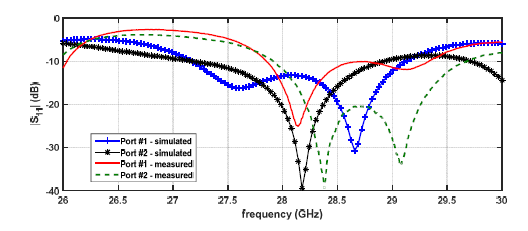 0
-10
-20
-30
-40
|S11| (dB)
Port #1 - simulated
Port #2 - simulated
Port #1 - measured
Port #2 - measured
26 26.5 27 27.5 28 28.5 29 29.5 30
frequency (GHz)